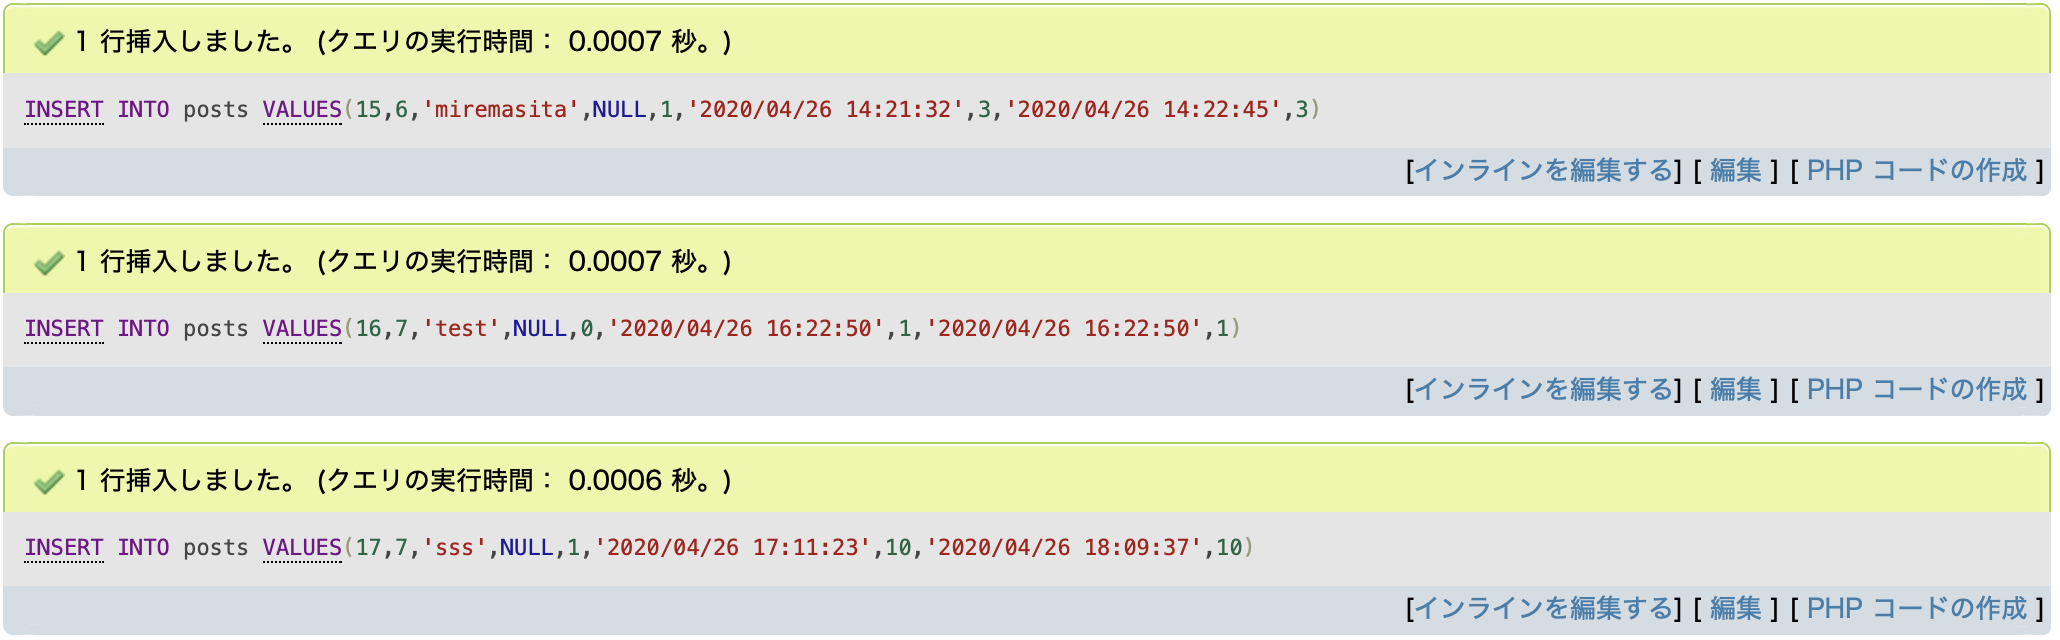 1 行挿入しました。 (クエリの実行時間： 0.0007 秒。)
INSERT INTO posts VALUES(15,6,'miremasita',NULL,1,'2020/04/26 14:21:32',3,'2020/04/26 14:22:45',3)
[インラインを編集する] [ 編集 ] [ PHP コードの作成 ]
1 行挿入しました。 (クエリの実行時間： 0.0007 秒。)
INSERT INTO posts VALUES(16,7,'test',NULL,0,'2020/04/26 16:22:50',1,'2020/04/26 16:22:50',1)
[インラインを編集する] [ 編集 ] [ PHP コードの作成 ]
1 行挿入しました。 (クエリの実行時間： 0.0006 秒。)
INSERT INTO posts VALUES(17,7,'sss',NULL,1,'2020/04/26 17:11:23',10,'2020/04/26 18:09:37',10)
[インラインを編集する] [ 編集 ] [ PHP コードの作成 ]